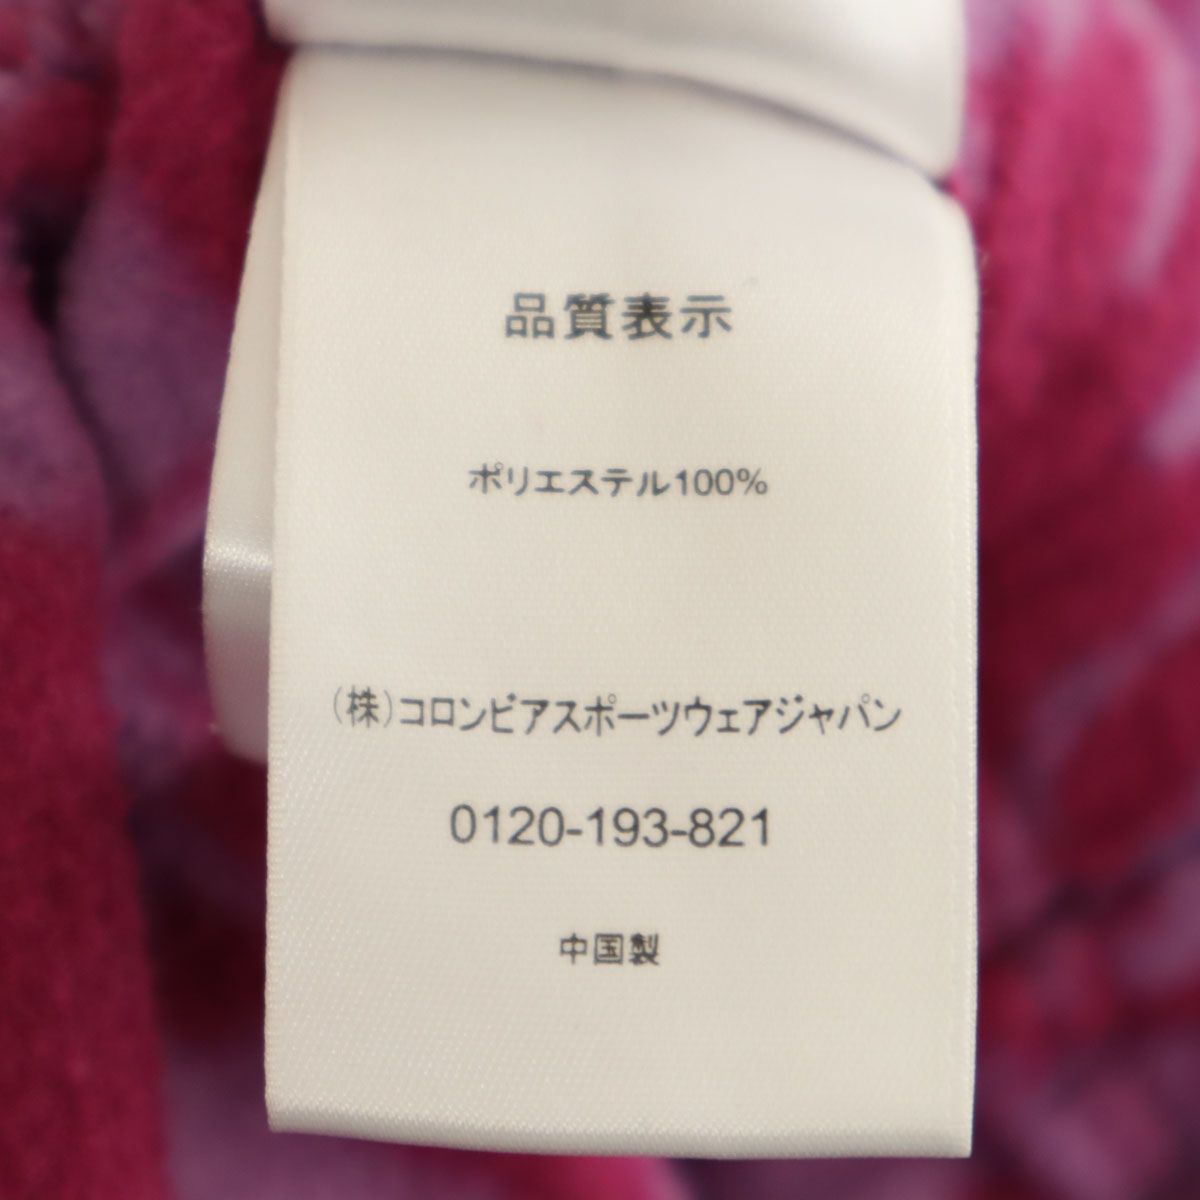 品質表示
ポリエステル100%
(株)コロンビアスポーツウェアジャパン
0120-193-821
中国製